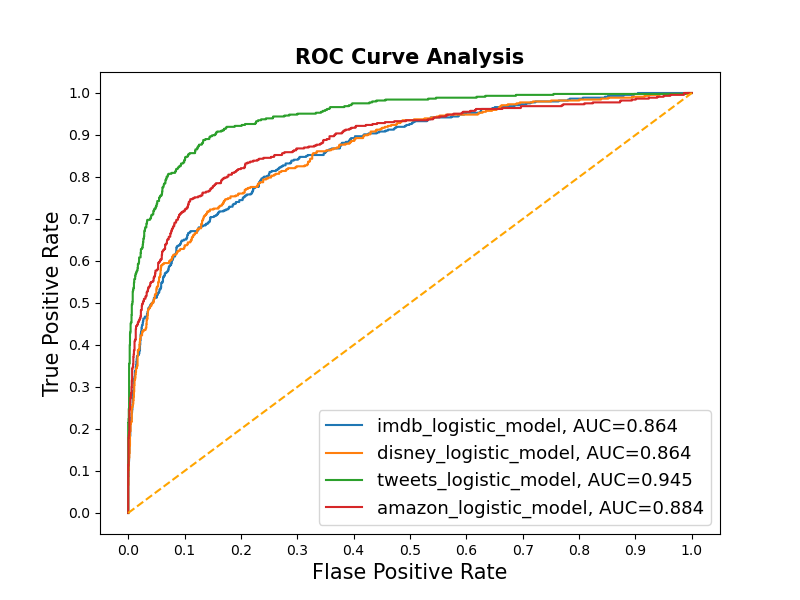 ROC Curve Analysis
True Positive Rate
1.0
0.9
0.8
0.7
0.6
0.5
0.4
0.3
0.2
0.1
0.0
imdb_logistic_model, AUC=0.864
disney_logistic_model, AUC=0.864
tweets_logistic_model, AUC=0.945
amazon_logistic_model, AUC=0.884
0.0 0.1 0.2 0.3 0.4 0.5 0.6 0.7 0.8 0.9 1.0
Flase Positive Rate